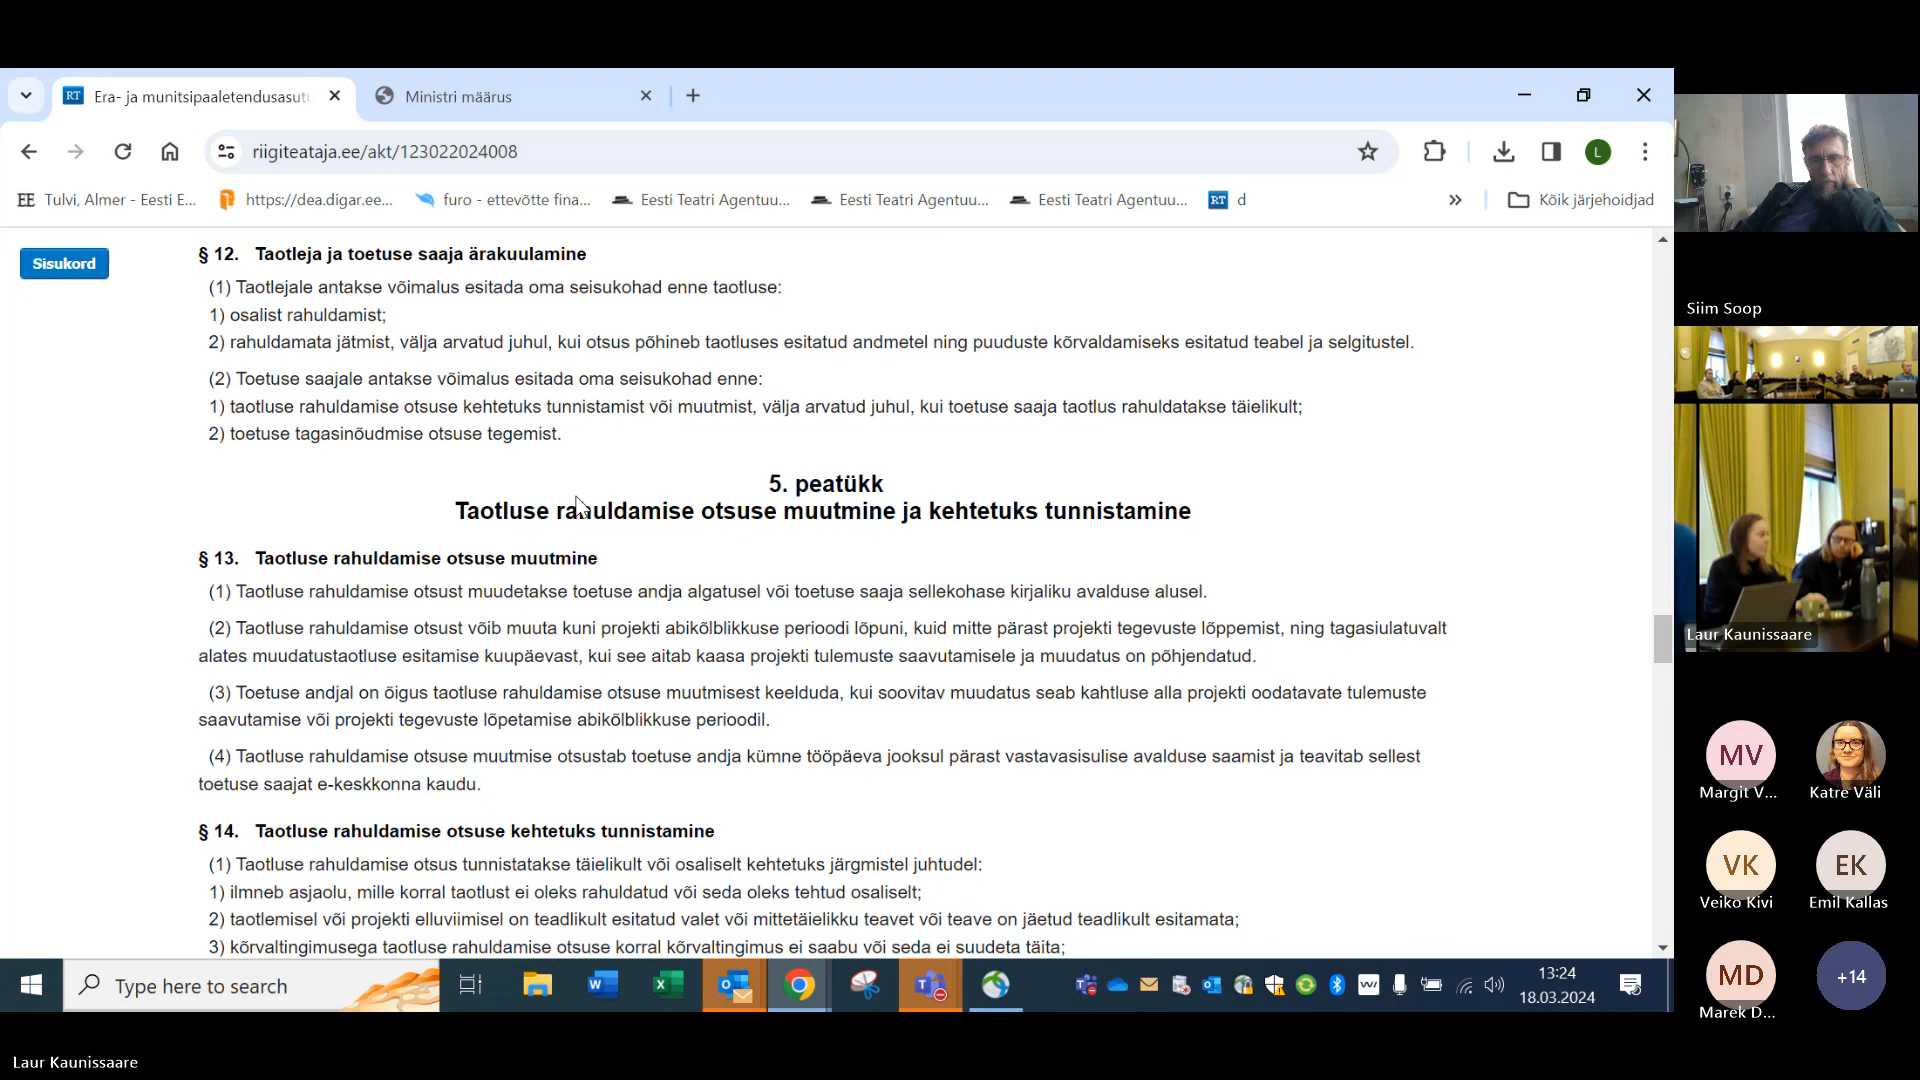 RT Era- ja munitsipaaletendusasutu
Ministri määrus
riigiteataja.ee/akt/123022024008
L
EE Tulvi, Almer - Eesti E...
https://dea.digar.ee...
furo - ettevõtte fina...
Eesti Teatri Agentuu...
Eesti Teatri Agentuu...
Eesti Teatri Agentuu...
RT d
»
Kõik järjehoidjad
Sisukord
§ 12. Taotleja ja toetuse saaja ärakuulamine
(1) Taotlejale antakse võimalus esitada oma seisukohad enne taotluse:
1) osalist rahuldamist;
2) rahuldamata jätmist, välja arvatud juhul, kui otsus põhineb taotluses esitatud andmetel ning puuduste kõrvaldamiseks esitatud teabel ja selgitustel.
(2) Toetuse saajale antakse võimalus esitada oma seisukohad enne:
1) taotluse rahuldamise otsuse kehtetuks tunnistamist või muutmist, välja arvatud juhul, kui toetuse saaja taotlus rahuldatakse täielikult;
2) toetuse tagasinõudmise otsuse tegemist.
5. peatükk
Taotluse rahuldamise otsuse muutmine ja kehtetuks tunnistamine
§ 13. Taotluse rahuldamise otsuse muutmine
(1) Taotluse rahuldamise otsust muudetakse toetuse andja algatusel või toetuse saaja sellekohase kirjaliku avalduse alusel.
(2) Taotluse rahuldamise otsust võib muuta kuni projekti abikõlblikkuse perioodi lõpuni, kuid mitte pärast projekti tegevuste lõppemist, ning tagasiulatuvalt
alates muudatustaotluse esitamise kuupäevast, kui see aitab kaasa projekti tulemuste saavutamisele ja muudatus on põhjendatud.
(3) Toetuse andjal on õigus taotluse rahuldamise otsuse muutmisest keelduda, kui soovitav muudatus seab kahtluse alla projekti oodatavate tulemuste
saavutamise või projekti tegevuste lõpetamise abikõlblikkuse perioodil.
(4) Taotluse rahuldamise otsuse muutmise otsustab toetuse andja kümne tööpäeva jooksul pärast vastavasisulise avalduse saamist ja teavitab sellest
toetuse saajat e-keskkonna kaudu.
§ 14. Taotluse rahuldamise otsuse kehtetuks tunnistamine
(1) Taotluse rahuldamise otsus tunnistatakse täielikult või osaliselt kehtetuks järgmistel juhtudel:
1) ilmneb asjaolu, mille korral taotlust ei oleks rahuldatud või seda oleks tehtud osaliselt;
2) taotlemisel või projekti elluviimisel on teadlikult esitatud valet või mittetäielikku teavet või teave on jäetud teadlikult esitamata;
3) kõrvaltingimusega taotluse rahuldamise otsuse korral kõrvaltingimus ei saabu või seda ei suudeta täita;
Type here to search
13:24
18.03.2024
Siim Soop
Laur Kaunissaare
MV
Margit V...
Katre Väli
VK
Veiko Kivi
EK
Emil Kallas
MD
Marek D...
+14
Laur Kaunissaare